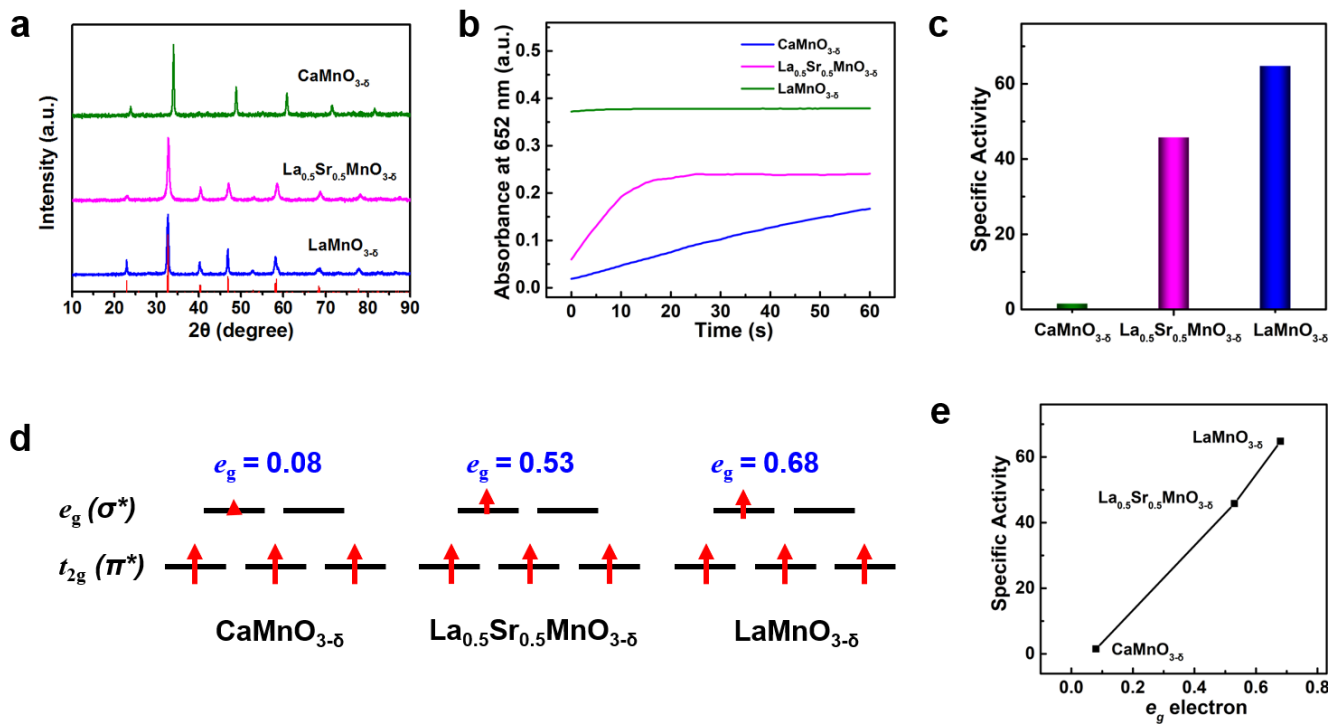 a
Intensity (a.u.)
CaMnO3-δ
La0.5Sr0.5MnO3-δ
LaMnO3-δ
10 20 30 40 50 60 70 80 90
2θ (degree)
b
Absorbance at 652 nm (a.u.)
0.5
0.4
0.3
0.2
0.1
0.0
CaMnO3-δ
La0.5Sr0.5MnO3-δ
LaMnO3-δ
0 10 20 30 40 50 60
Time (s)
c
Specific Activity
60
40
20
0
CaMnO3-δ La0.5Sr0.5MnO3-δ LaMnO3-δ
d
eg = 0.08 eg = 0.53 eg = 0.68
eg (σ*)
t2g (π*)
CaMnO3-δ La0.5Sr0.5MnO3-δ LaMnO3-δ
e
Specific Activity
60
50
40
30
20
10
0
LaMnO3-δ
La0.5Sr0.5MnO3-δ
CaMnO3-δ
0.0 0.2 0.4 0.6 0.8
eg electron